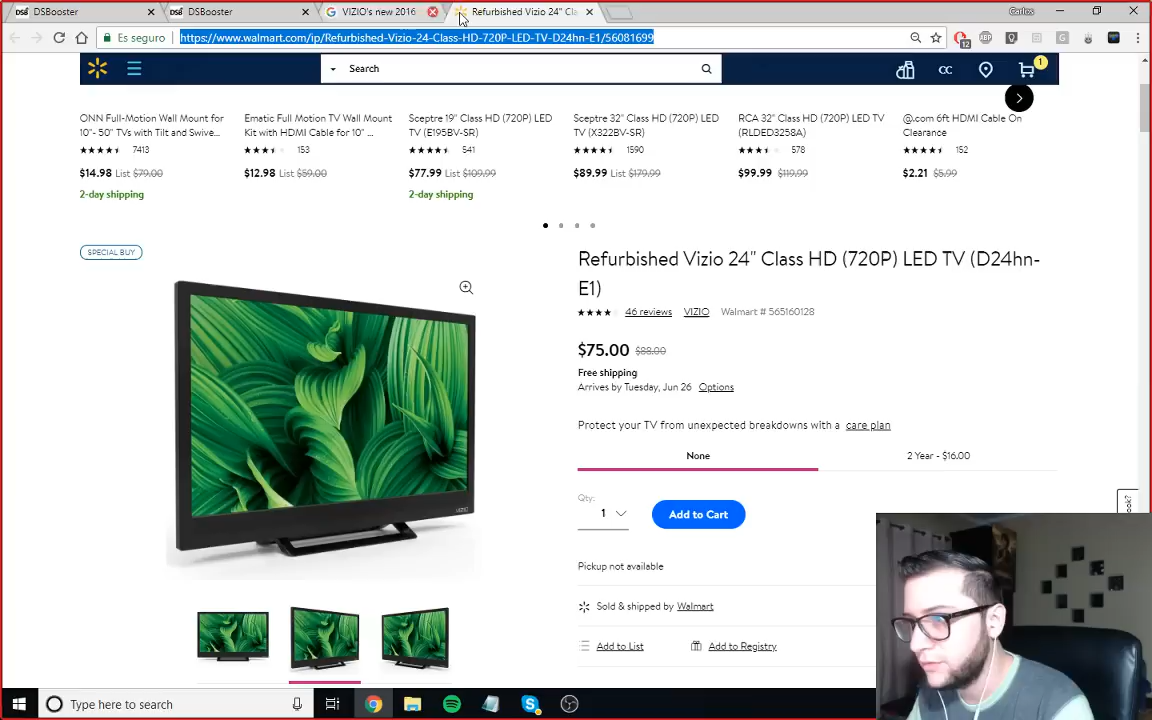 DSBooster
DSBooster
VIZIO's new 2016
Refurbished Vizio 24" Cla
Carlos
Es seguro
https://www.walmart.com/ip/Refurbished-Vizio-24-Class-HD-720P-LED-TV-D24hn-E1/56081699
12
ABP
Search
CC
1
ONN Full-Motion Wall Mount for
10"- 50" TVs with Tilt and Swive...
7413
$14.98 List $79.00
2-day shipping
Ematic Full Motion TV Wall Mount
Kit with HDMI Cable for 10" ...
153
$12.98 List $59.00
Sceptre 19" Class HD (720P) LED
TV (E195BV-SR)
541
$77.99 List $109.99
2-day shipping
Sceptre 32" Class HD (720P) LED
TV (X322BV-SR)
1590
$89.99 List $179.99
RCA 32" Class HD (720P) LED TV
(RLDED3258A)
578
$99.99 $119.99
@.com 6ft HDMI Cable On
Clearance
152
$2.21 $5.99
SPECIAL BUY
Refurbished Vizio 24" Class HD (720P) LED TV (D24hn-
E1)
46 reviews VIZIO Walmart # 565160128
$75.00 $88.00
Free shipping
Arrives by Tuesday, Jun 26 Options
Protect your TV from unexpected breakdowns with a care plan
None
2 Year - $16.00
Qty:
1
Add to Cart
Pickup not available
Sold & shipped by Walmart
Add to List
Add to Registry
VIZIO
Type here to search